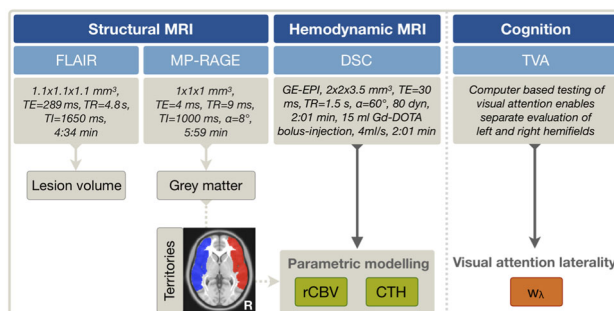 Structural MRI
Hemodynamic MRI
Cognition
FLAIR
MP-RAGE
DSC
TVA
1.1x1.1x1.1 mm³,
TE=289 ms, TR=4.8 s,
TI=1650 ms,
4:34 min
1x1x1 mm³,
TE=4 ms, TR=9 ms,
TI=1000 ms, α=8°,
5:59 min
GE-EPI, 2x2x3.5 mm³, TE=30
ms, TR=1.5 s, α=60°, 80 dyn,
2:01 min, 15 ml Gd-DOTA
bolus-injection, 4ml/s, 2:01 min
Computer based testing of
visual attention enables
separate evaluation of
left and right hemifields
Lesion volume
Grey matter
Territories
R
Parametric modelling
rCBV
CTH
Visual attention laterality
wλ